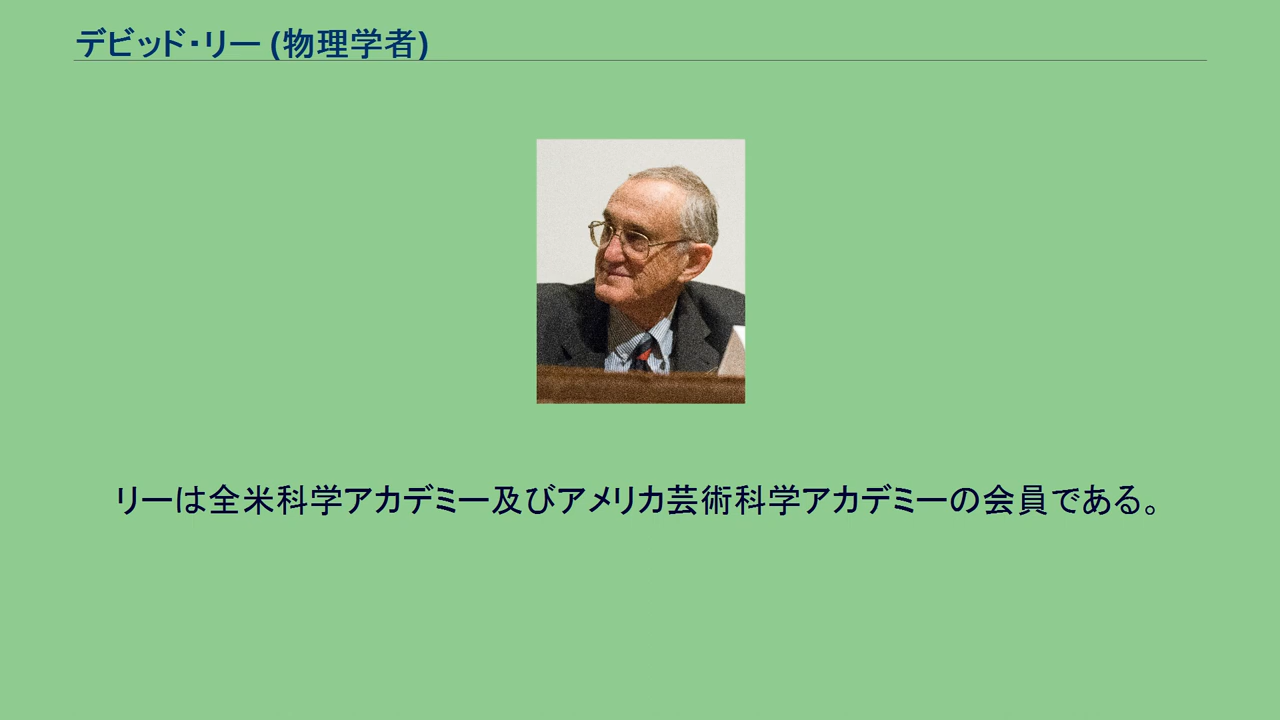 デビッド・リー (物理学者)
リーは全米科学アカデミー及びアメリカ芸術科学アカデミーの会員である。